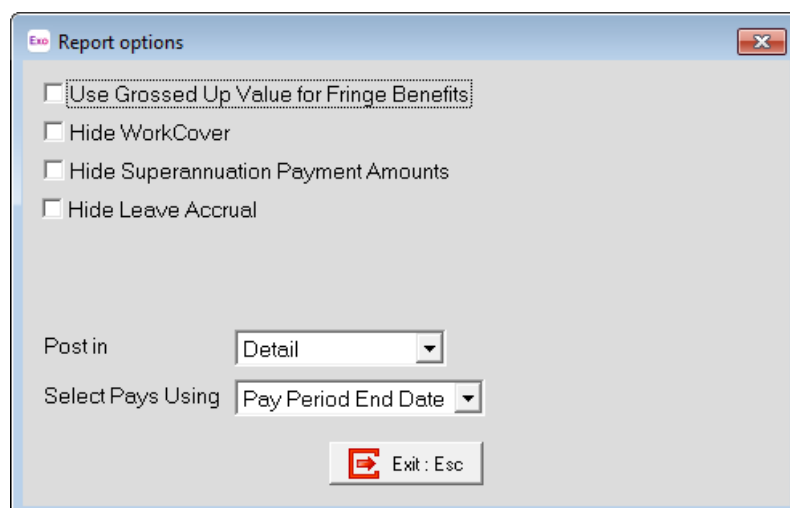 Exo Report options
Use Grossed Up Value for Fringe Benefits
Hide WorkCover
Hide Superannuation Payment Amounts
Hide Leave Accrual
Post in Detail
Select Pays Using Pay Period End Date
Exit : Esc